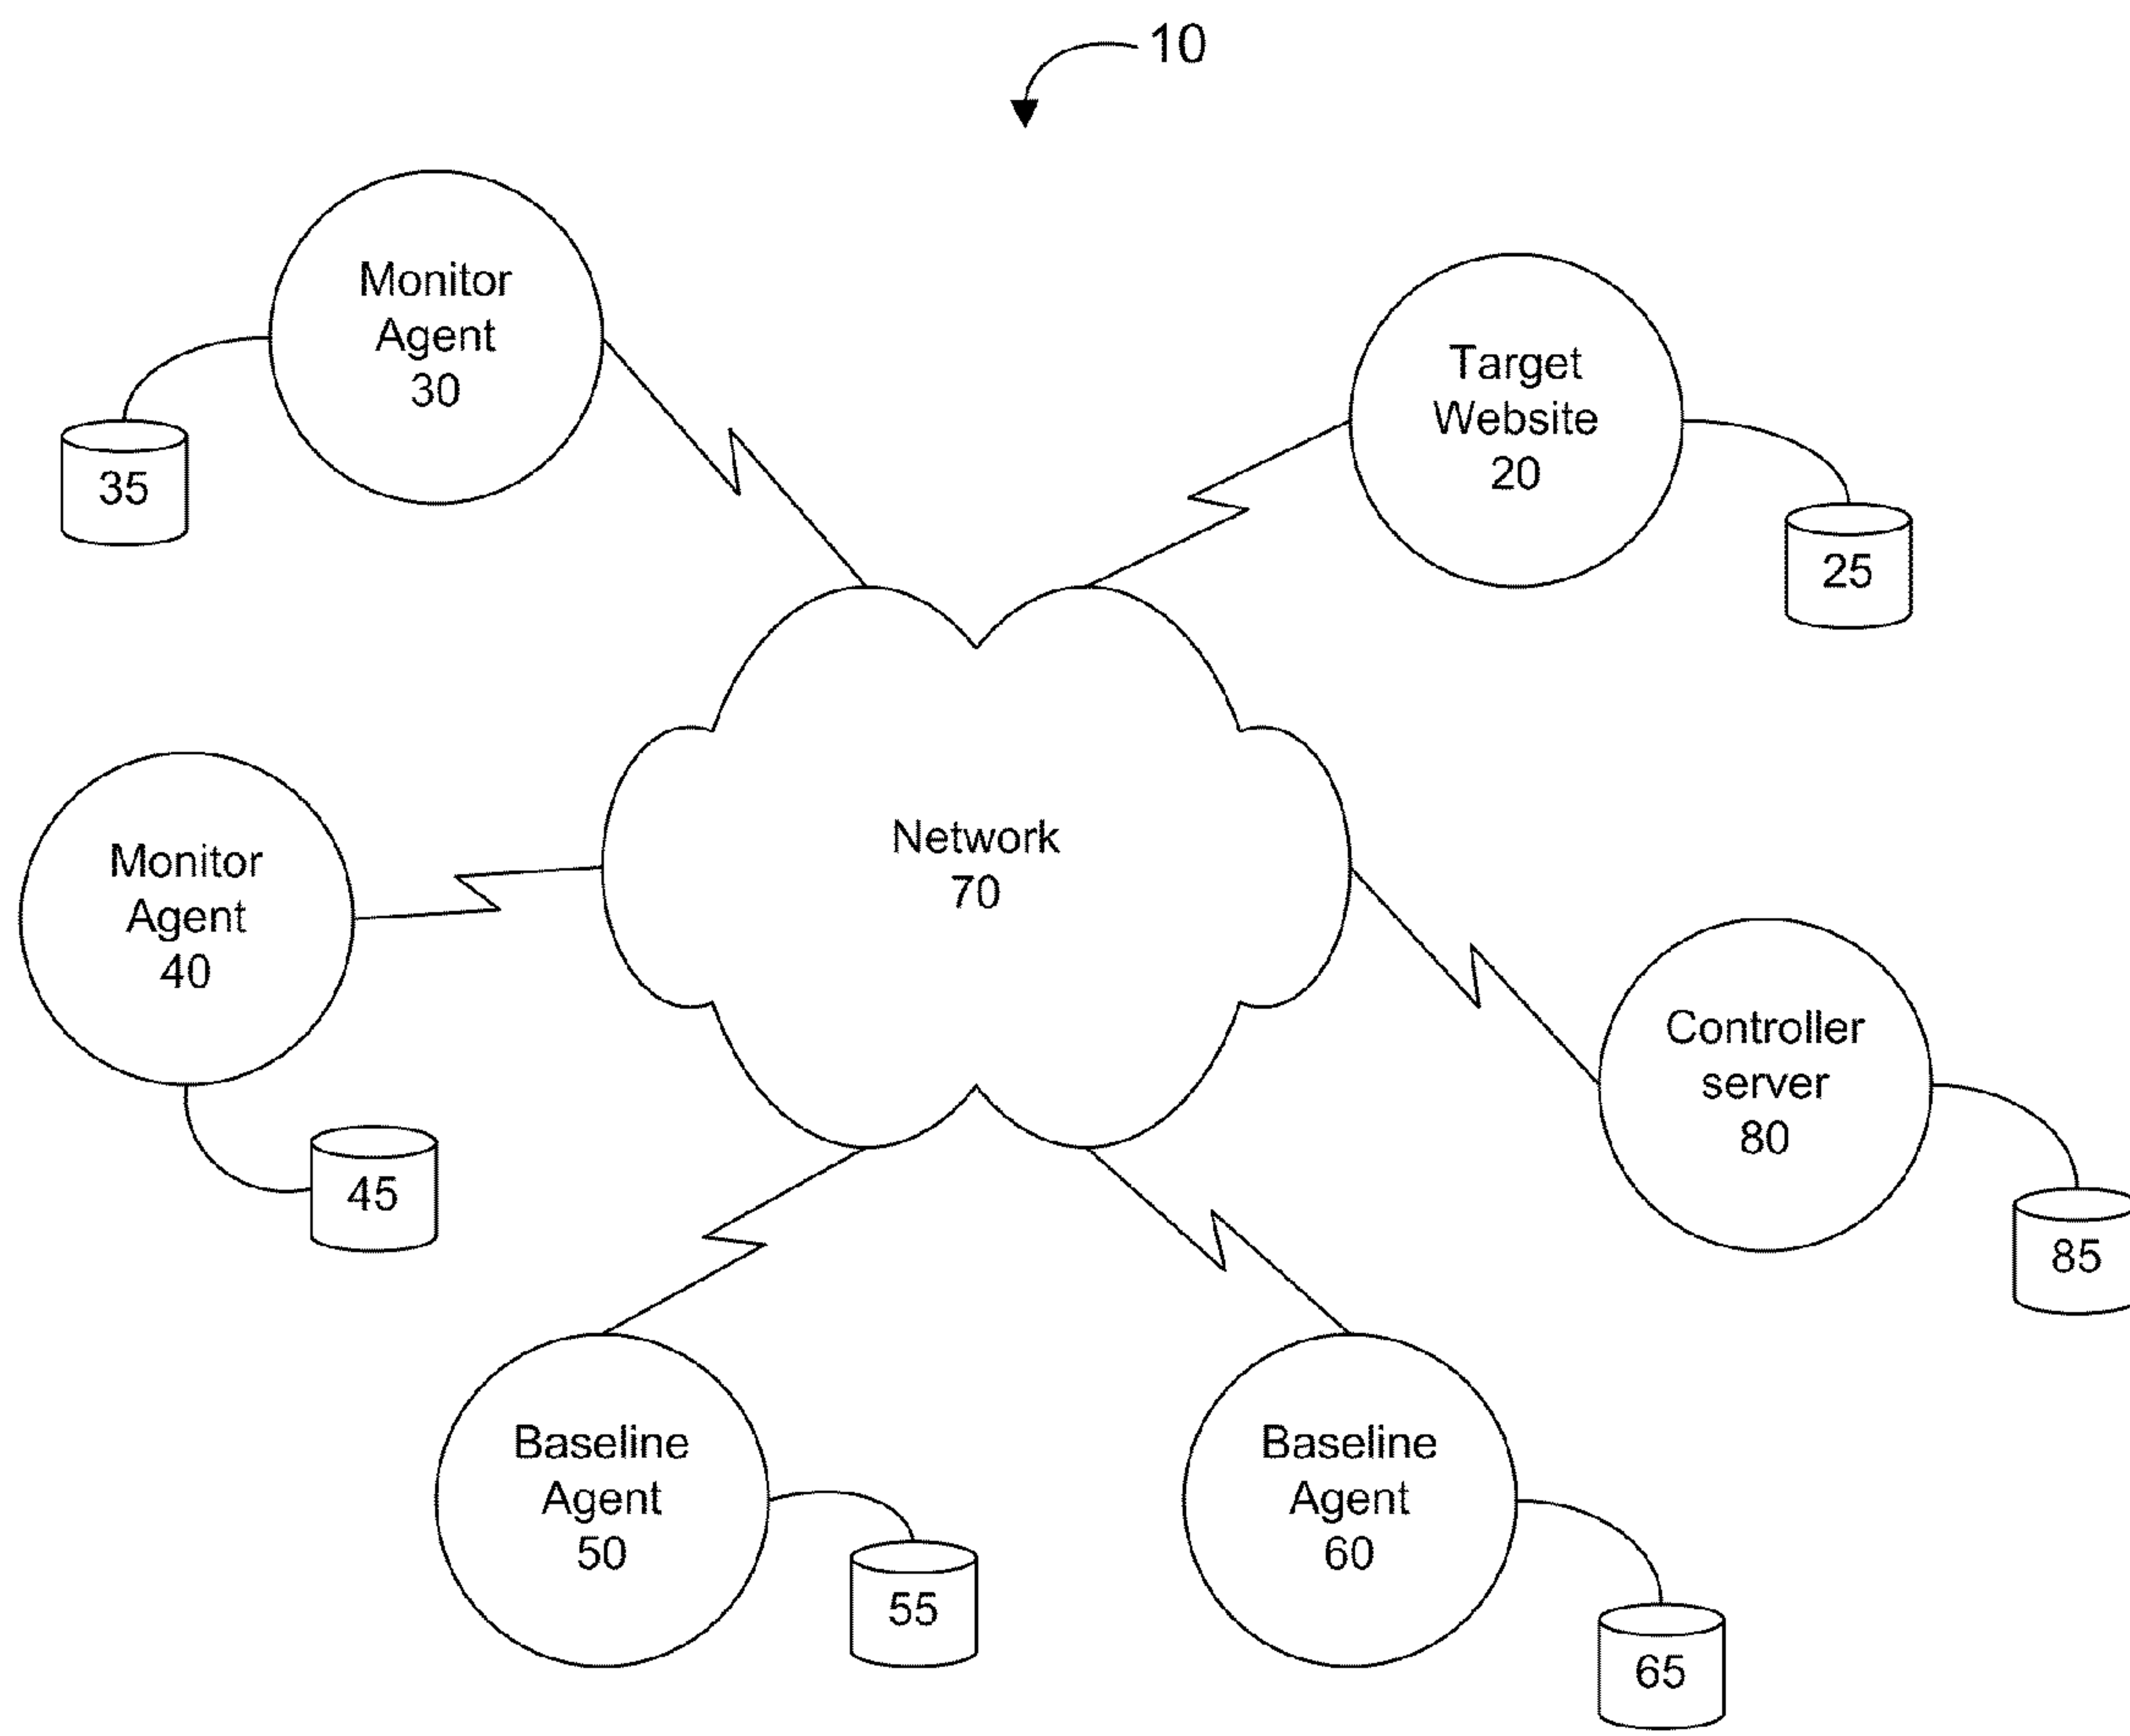 10
Monitor
Agent
30
35
Target
Website
20
25
Network
70
Monitor
Agent
40
45
Controller
server
80
85
Baseline
Agent
50
55
Baseline
Agent
60
65